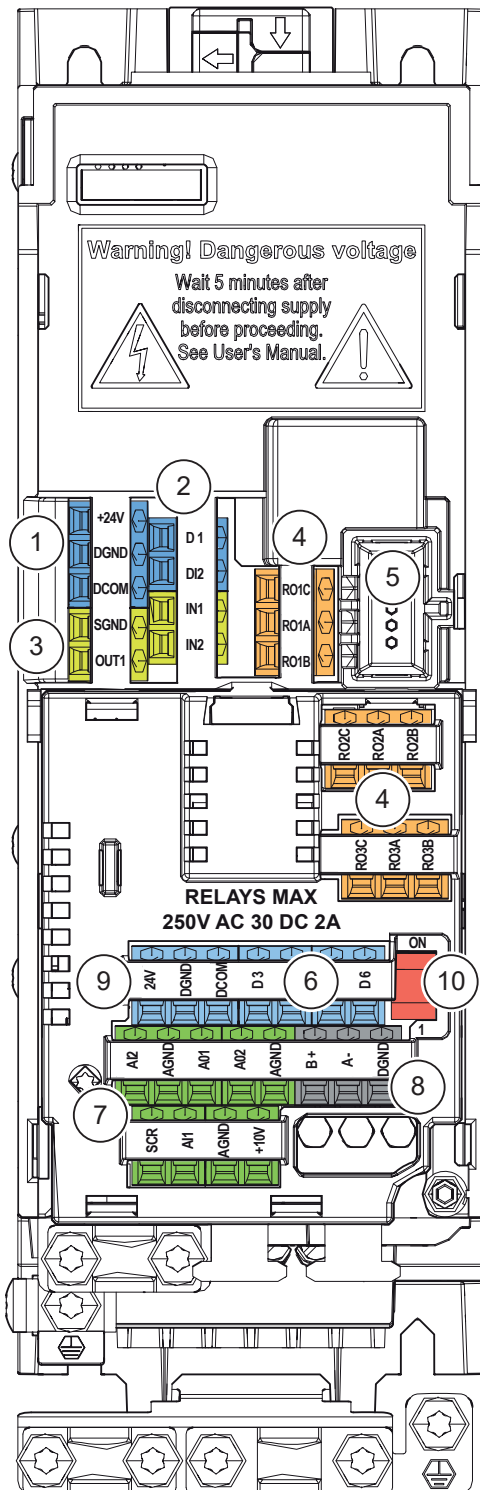 Warning! Dangerous voltage
Wait 5 minutes after
disconnecting supply
before proceeding.
See User's Manual.
2
1
+24V
DGND
DCOM
D 1
DI2
4
RO1C
RO1A
RO1B
5
3
SGND
OUT1
IN1
IN2
RO2C
RO2A
RO2B
4
RO3C
RO3A
RO3B
RELAYS MAX
250V AC 30 DC 2A
ON
1
9
24V
DGND
DCOM
D 3
6
D 6
10
AI2
AGND
A01
A02
AGND
B+
A-
DGND
8
7
SCR
AI1
AGND
+10V